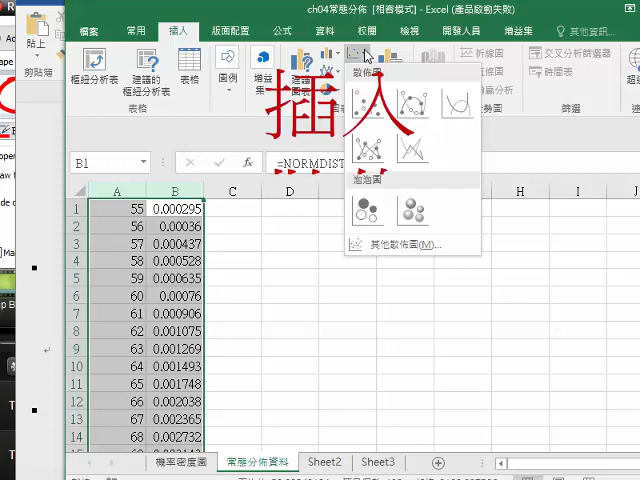 ch04常態分佈 [相容模式] - Excel (產品啟動失敗)
檔案 常用 插入 版面配置 公式 資料 校閱 檢視 開發人員 增益集 其他資訊...
貼上
剪貼簿
樞紐分析表 建議的樞紐分析表 表格
表格
圖例 增益集 建議圖表
折線圖 交叉分析篩選器
時間表
篩選
散佈圖
插入
泡泡圖
其他散佈圖(M)...
B1 fx =NORMDIST
A B C D H I J
1 55 0.000295
2 56 0.00036
3 57 0.000437
4 58 0.000528
5 59 0.000635
6 60 0.00076
7 61 0.000906
8 62 0.001075
9 63 0.001269
10 64 0.001493
11 65 0.001748
12 66 0.002038
13 67 0.002365
14 68 0.002732
機率密度圖 常態分佈資料 Sheet2 Sheet3